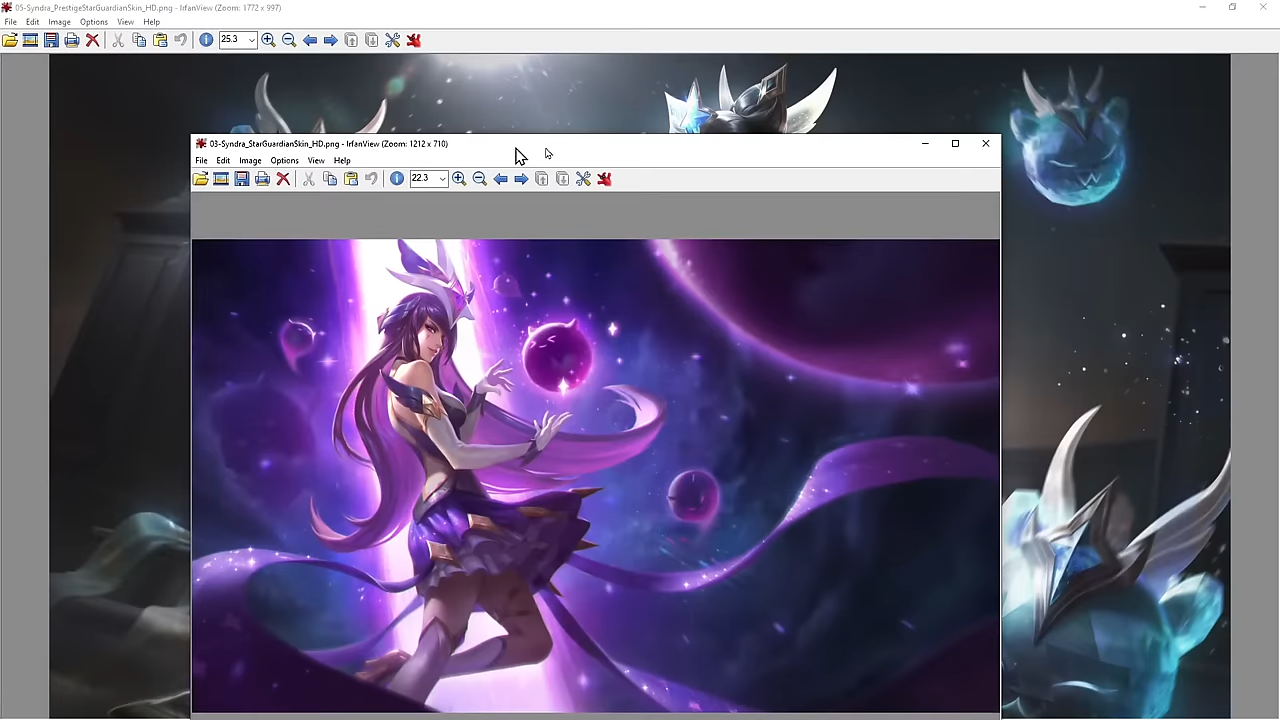 05-Syndra_PrestigeStarGuardianSkin_HD.png - IrfanView (Zoom: 1772 x 997)
File Edit Image Options View Help
25.3
03-Syndra_StarGuardianSkin_HD.png - IrfanView (Zoom: 1212 x 710)
File Edit Image Options View Help
22.3